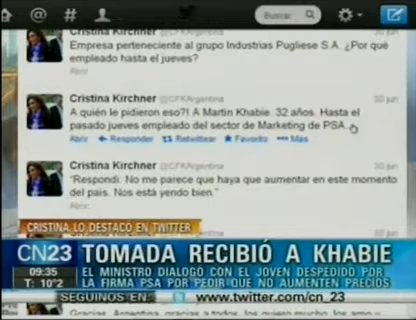 Buscar
Cristina Kirchner @CFKArgentina 30 jun
Empresa perteneciente al grupo Industrias Pugliese S.A. ¿Por qué
empleado hasta el jueves?
Abrir
Cristina Kirchner @CFKArgentina 30 jun
A quién le pidieron eso?! A Martin Khabie. 32 años. Hasta el
pasado jueves empleado del sector de Marketing de PSA.
Abrir Responder Retwittear Favorito Más
Cristina Kirchner @CFKArgentina 30 jun
"Respondi: No me parece que haya que aumentar en este momento
del país. Nos está yendo bien."
Abrir
CRISTINA LO DESTACÓ EN TWITTER
CN23
TOMADA RECIBIÓ A KHABIE
09:35
T: 10°2
EL MINISTRO DIALOGÓ CON EL JOVEN DESPEDIDO POR
LA FIRMA PSA POR PEDIR QUE NO AUMENTEN PRECIOS
SEGUINOS EN: www.twitter.com/cn_23